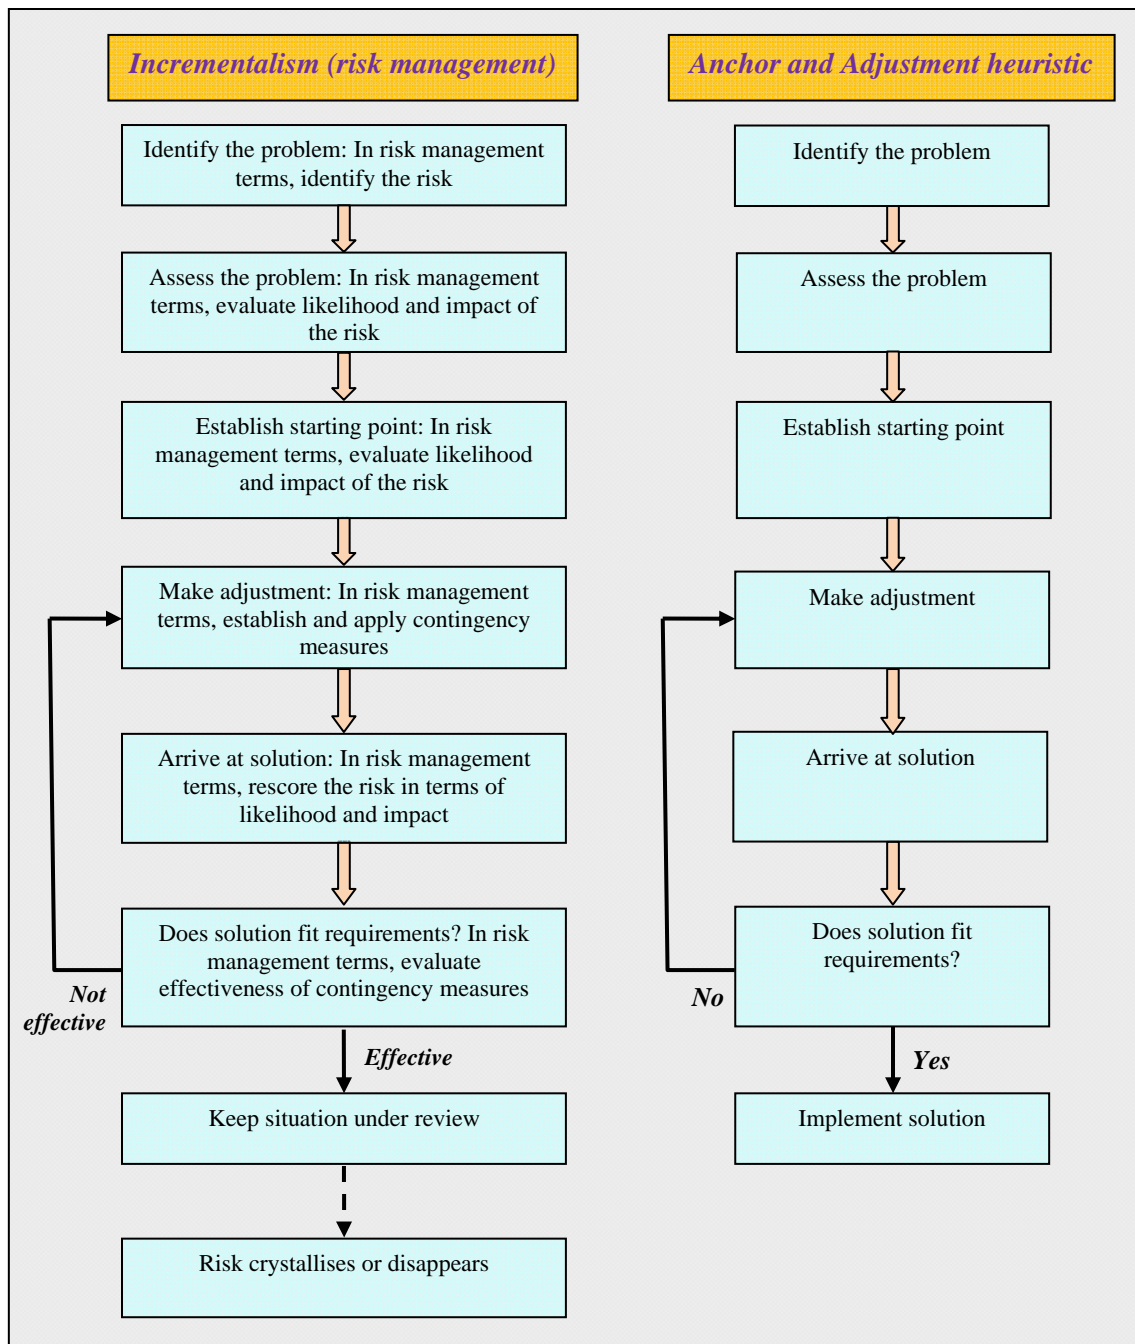 Incrementalism (risk management)
Identify the problem: In risk management
terms, identify the risk
Assess the problem: In risk management
terms, evaluate likelihood and impact of
the risk
Establish starting point: In risk
management terms, evaluate likelihood
and impact of the risk
Make adjustment: In risk management
terms, establish and apply contingency
measures
Arrive at solution: In risk management
terms, rescore the risk in terms of
likelihood and impact
Does solution fit requirements? In risk
management terms, evaluate
effectiveness of contingency measures
Not
effective
Effective
Keep situation under review
Risk crystallises or disappears
Anchor and Adjustment heuristic
Identify the problem
Assess the problem
Establish starting point
Make adjustment
Arrive at solution
Does solution fit
requirements?
No
Yes
Implement solution